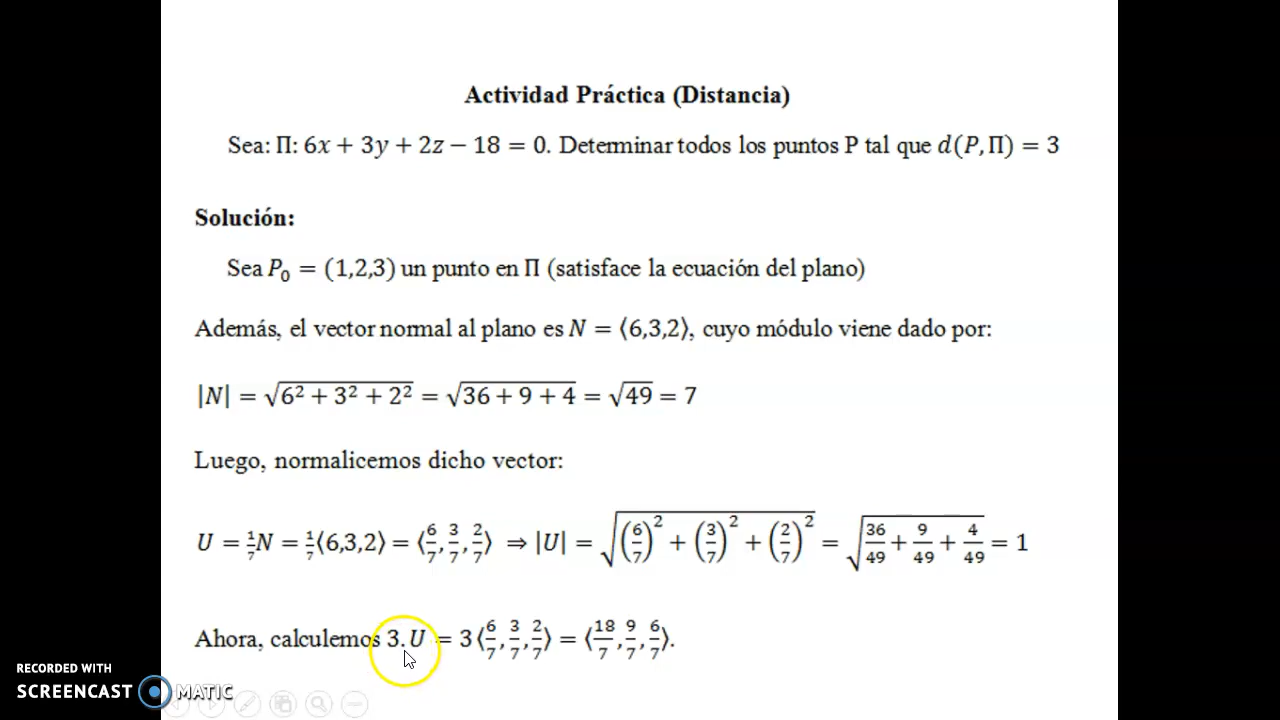 Actividad Práctica (Distancia)
Sea: Π: 6x + 3y + 2z − 18 = 0. Determinar todos los puntos P tal que d(P, Π) = 3
Solución:
Sea P₀ = (1,2,3) un punto en Π (satisface la ecuación del plano)
Además, el vector normal al plano es N = ⟨6,3,2⟩, cuyo módulo viene dado por:
|N| = √(6² + 3² + 2²) = √(36 + 9 + 4) = √49 = 7
Luego, normalicemos dicho vector:
U = 1/7 N = 1/7 ⟨6,3,2⟩ = ⟨6/7, 3/7, 2/7⟩ ⇒ |U| = √((6/7)² + (3/7)² + (2/7)²) = √(36/49 + 9/49 + 4/49) = 1
Ahora, calculemos 3. U = 3 ⟨6/7, 3/7, 2/7⟩ = ⟨18/7, 9/7, 6/7⟩.
RECORDED WITH
SCREENCAST MATIC